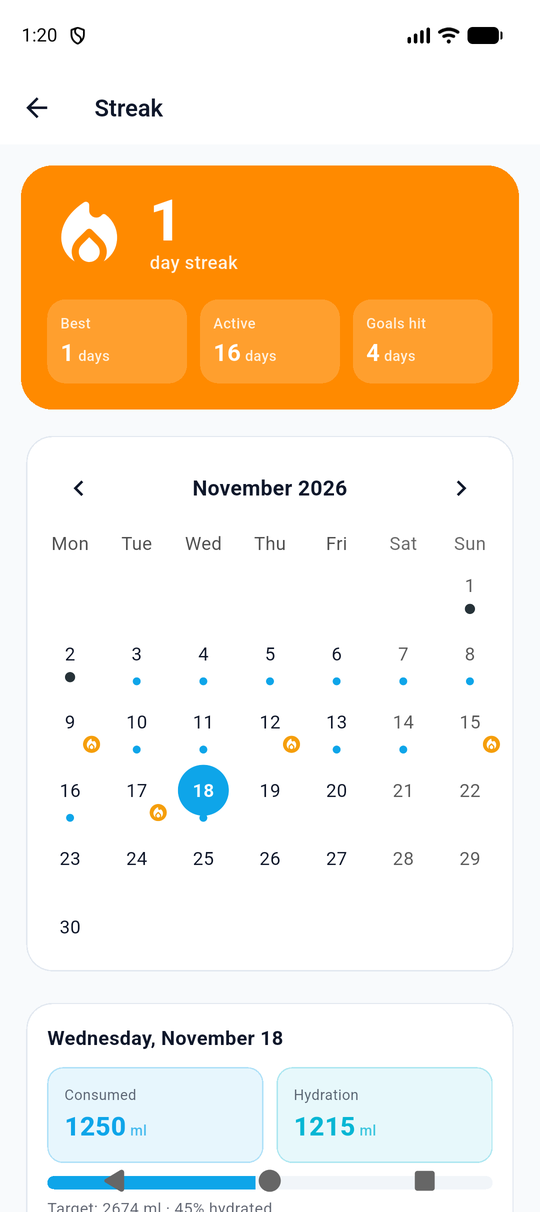 1:20
Streak
1
day streak
Best Active Goals hit
1 days 16 days 4 days
November 2026
Mon Tue Wed Thu Fri Sat Sun
1
2 3 4 5 6 7 8
9 10 11 12 13 14 15
16 17 18 19 20 21 22
23 24 25 26 27 28 29
30
Wednesday, November 18
Consumed Hydration
1250 ml 1215 ml
Target: 2674 ml · 45% hydrated